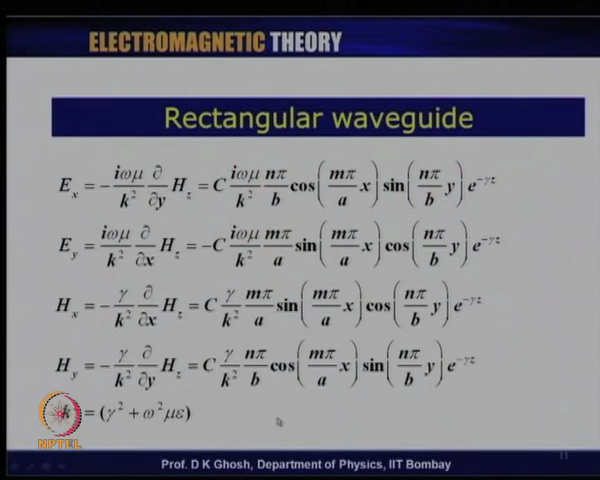 ELECTROMAGNETIC THEORY
Rectangular waveguide
E_x = −(iωμ/k²) (∂/∂y) H_z = C (iωμ/k²) (nπ/b) cos(mπ/a x) sin(nπ/b y) e^{−γz}
E_y = (iωμ/k²) (∂/∂x) H_z = −C (iωμ/k²) (mπ/a) sin(mπ/a x) cos(nπ/b y) e^{−γz}
H_x = −(γ/k²) (∂/∂x) H_z = C (γ/k²) (mπ/a) sin(mπ/a x) cos(nπ/b y) e^{−γz}
H_y = −(γ/k²) (∂/∂y) H_z = C (γ/k²) (nπ/b) cos(mπ/a x) sin(nπ/b y) e^{−γz}
k = (γ² + ω²με)
NPTEL
11
Prof. D K Ghosh, Department of Physics, IIT Bombay